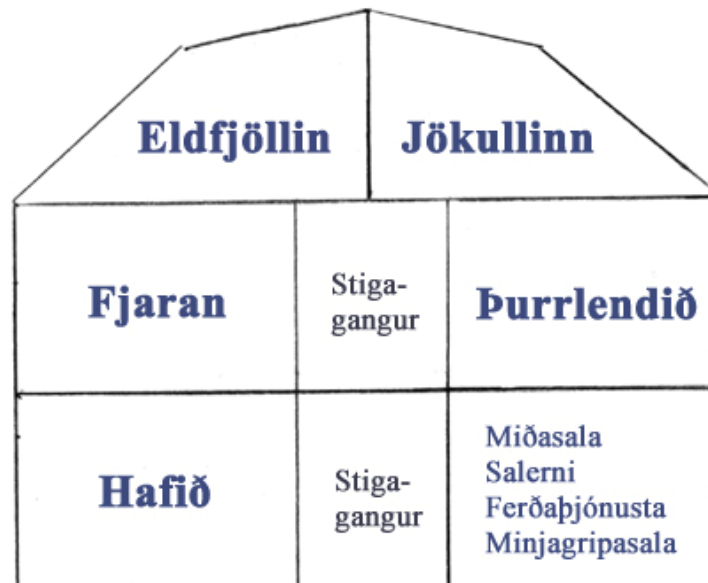 Eldfjöllin
Jökullinn
Fjaran
Stiga-
gangur
Þurrlendið
Hafið
Stiga-
gangur
Miðasala
Salerni
Ferðaþjónusta
Minjagripasala